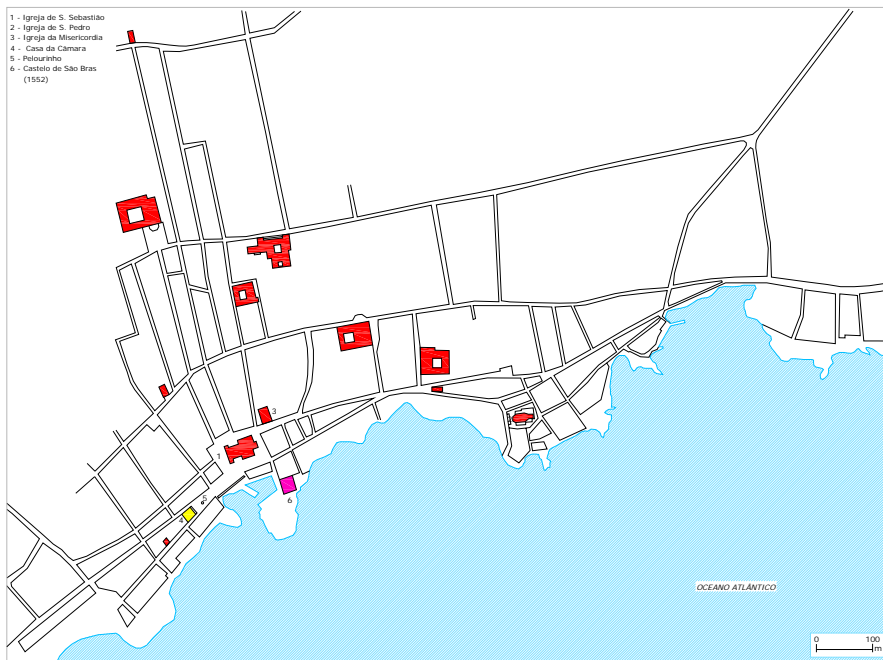 1 - Igreja de S. Sebastião
2 - Igreja de S. Pedro
3 - Igreja da Misericordia
4 - Casa da Câmara
5 - Pelourinho
6 - Castelo de São Bras
(1552)
3
1
5
4
6
OCEANO ATLÂNTICO
0 100
m